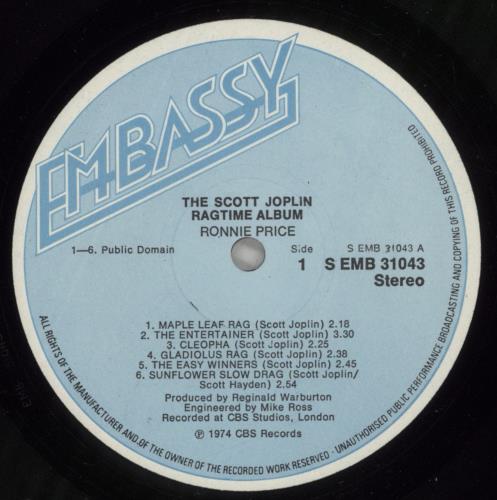 EMBASSY
THE SCOTT JOPLIN
RAGTIME ALBUM
RONNIE PRICE
1—6. Public Domain
Side
1
S EMB 31043 A
S EMB 31043
Stereo
1. MAPLE LEAF RAG (Scott Joplin) 2.18
2. THE ENTERTAINER (Scott Joplin) 3.30
3. CLEOPHA (Scott Joplin) 2.25
4. GLADIOLUS RAG (Scott Joplin) 2.38
5. THE EASY WINNERS (Scott Joplin) 2.45
6. SUNFLOWER SLOW DRAG (Scott Joplin/
Scott Hayden) 2.54
Produced by Reginald Warburton
Engineered by Mike Ross
Recorded at CBS Studios, London
℗ 1974 CBS Records
ALL RIGHTS OF THE MANUFACTURER AND OF THE OWNER OF THE RECORDED WORK RESERVED - UNAUTHORISED PUBLIC PERFORMANCE BROADCASTING AND COPYING OF THIS RECORD PROHIBITED